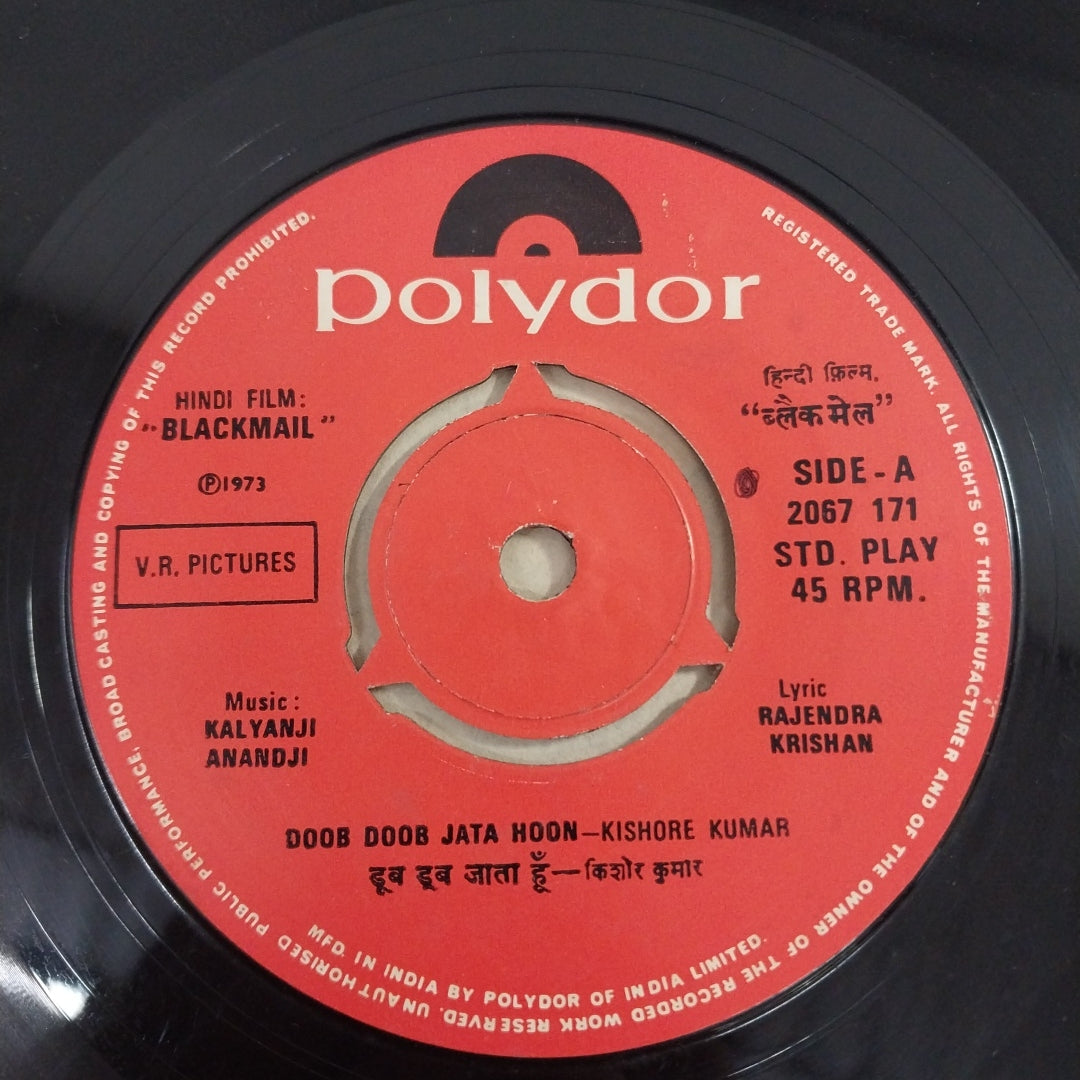 polydor
HINDI FILM:
"BLACKMAIL"
Ⓟ1973
V.R. PICTURES
हिन्दी फ़िल्म.
"ब्लैकमेल"
SIDE - A
2067 171
STD. PLAY
45 RPM.
Music:
KALYANJI
ANANDJI
Lyric
RAJENDRA
KRISHAN
DOOB DOOB JATA HOON—KISHORE KUMAR
डूब डूब जाता हूँ—किशोर कुमार
MFD. IN INDIA BY POLYDOR OF INDIA LIMITED.
REGISTERED TRADE MARK. ALL RIGHTS OF THE MANUFACTURER AND OF THE OWNER OF THE RECORDED WORK RESERVED. UNAUTHORISED PUBLIC PERFORMANCE, BROADCASTING AND COPYING OF THIS RECORD PROHIBITED.